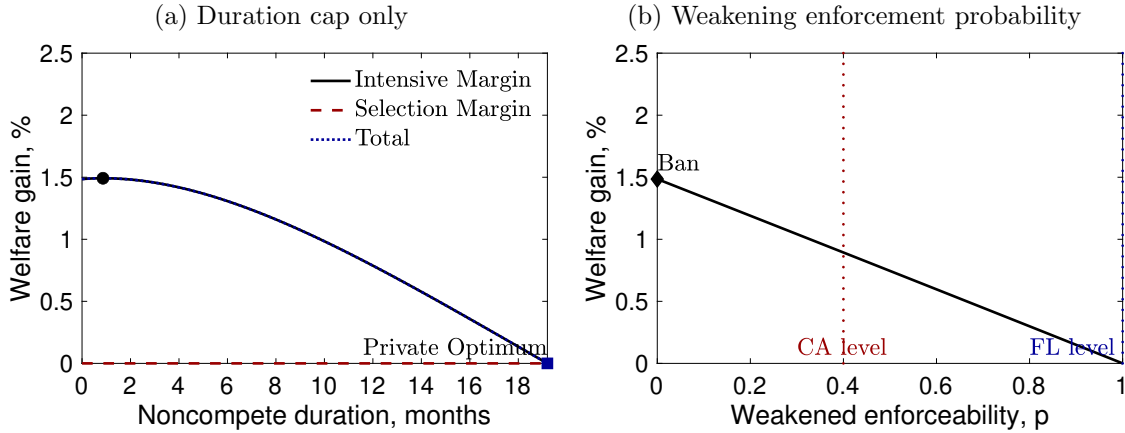 (a) Duration cap only
2.5
2
1.5
1
0.5
0
Welfare gain, %
Intensive Margin
Selection Margin
Total
Private Optimum
0 2 4 6 8 10 12 14 16 18
Noncompete duration, months
(b) Weakening enforcement probability
2.5
2
1.5
1
0.5
0
Welfare gain, %
Ban
CA level
FL level
0 0.2 0.4 0.6 0.8 1
Weakened enforceability, p